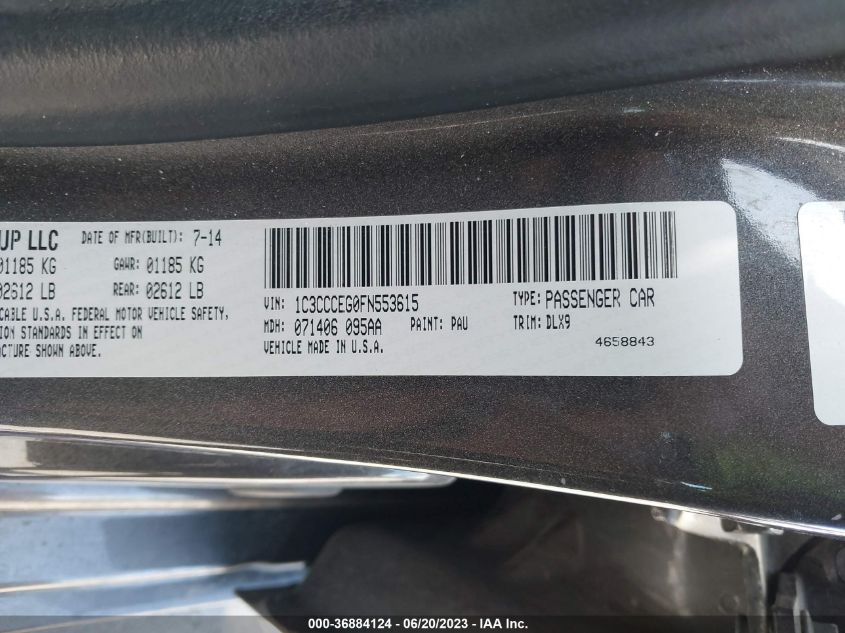 UP LLC DATE OF MFR(BUILT): 7-14
01185 KG GAWR: 01185 KG
02612 LB REAR: 02612 LB
CABLE U.S.A. FEDERAL MOTOR VEHICLE SAFETY,
ION STANDARDS IN EFFECT ON
ACTURE SHOWN ABOVE.
VIN: 1C3CCCEG0FN553615 TYPE: PASSENGER CAR
MDH: 071406 095AA PAINT: PAU TRIM: DLX9
VEHICLE MADE IN U.S.A. 4658843
000-36884124 - 06/20/2023 - IAA Inc.